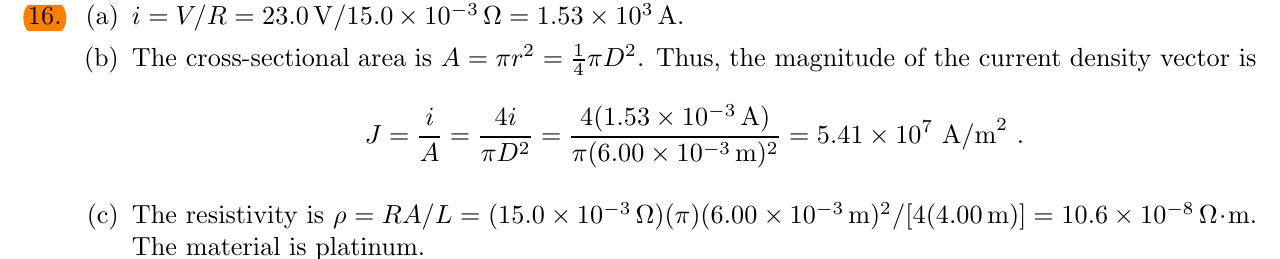 16. (a) i = V/R = 23.0 V/15.0 × 10⁻³ Ω = 1.53 × 10³ A.
(b) The cross-sectional area is A = πr² = ¼πD². Thus, the magnitude of the current density vector is
J = i/A = 4i/πD² = 4(1.53 × 10⁻³ A)/π(6.00 × 10⁻³ m)² = 5.41 × 10⁷ A/m² .
(c) The resistivity is ρ = RA/L = (15.0 × 10⁻³ Ω)(π)(6.00 × 10⁻³ m)²/[4(4.00 m)] = 10.6 × 10⁻⁸ Ω·m.
The material is platinum.